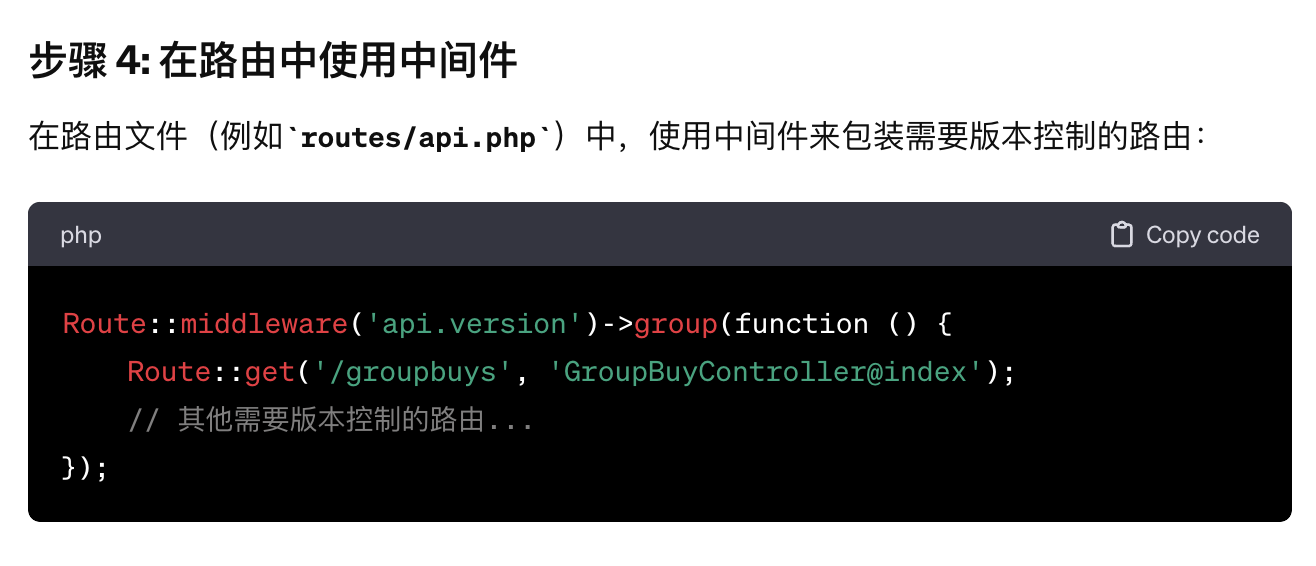 步骤 4: 在路由中使用中间件
在路由文件（例如`routes/api.php`）中，使用中间件来包装需要版本控制的路由：
php
Copy code
Route::middleware('api.version')->group(function () {
    Route::get('/groupbuys', 'GroupBuyController@index');
    // 其他需要版本控制的路由...
});